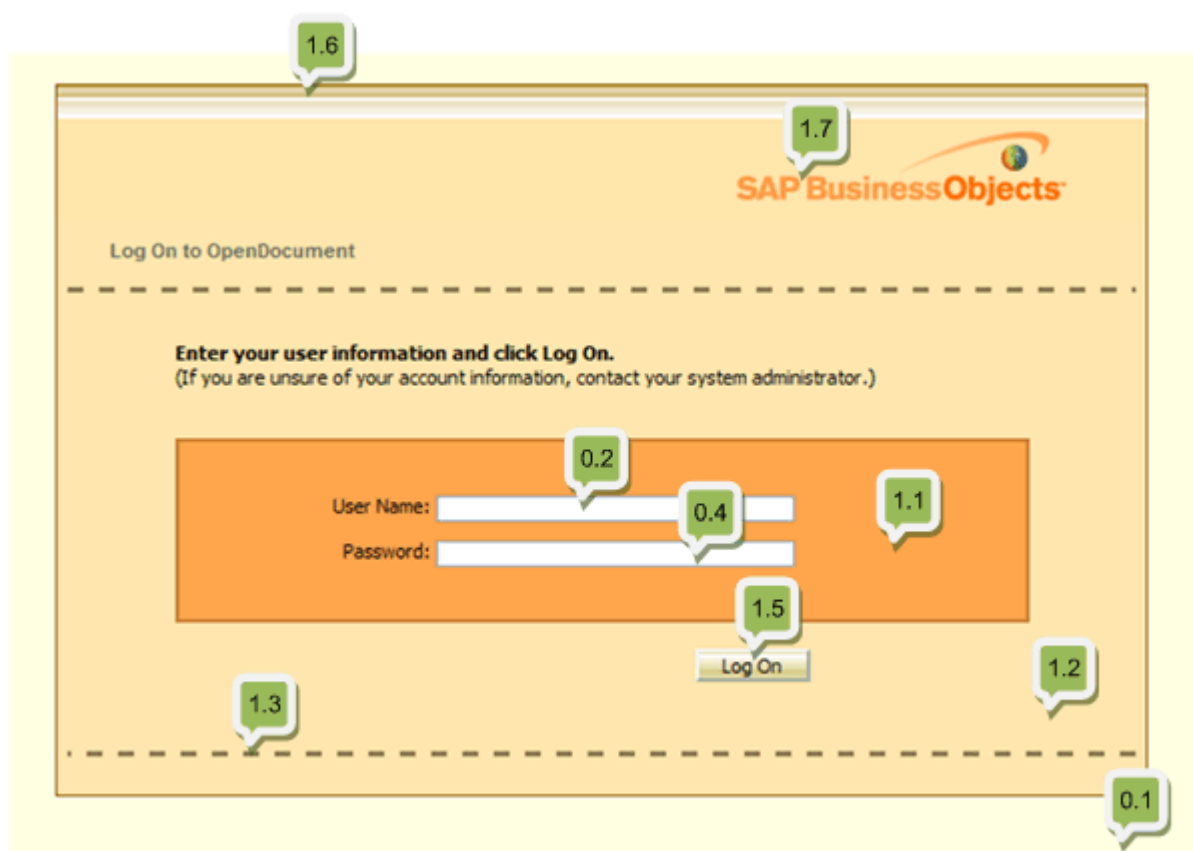 1.6
1.7
SAP BusinessObjects™
Log On to OpenDocument
Enter your user information and click Log On.
(If you are unsure of your account information, contact your system administrator.)
0.2
User Name:
0.4
1.1
Password:
1.5
Log On
1.2
1.3
0.1